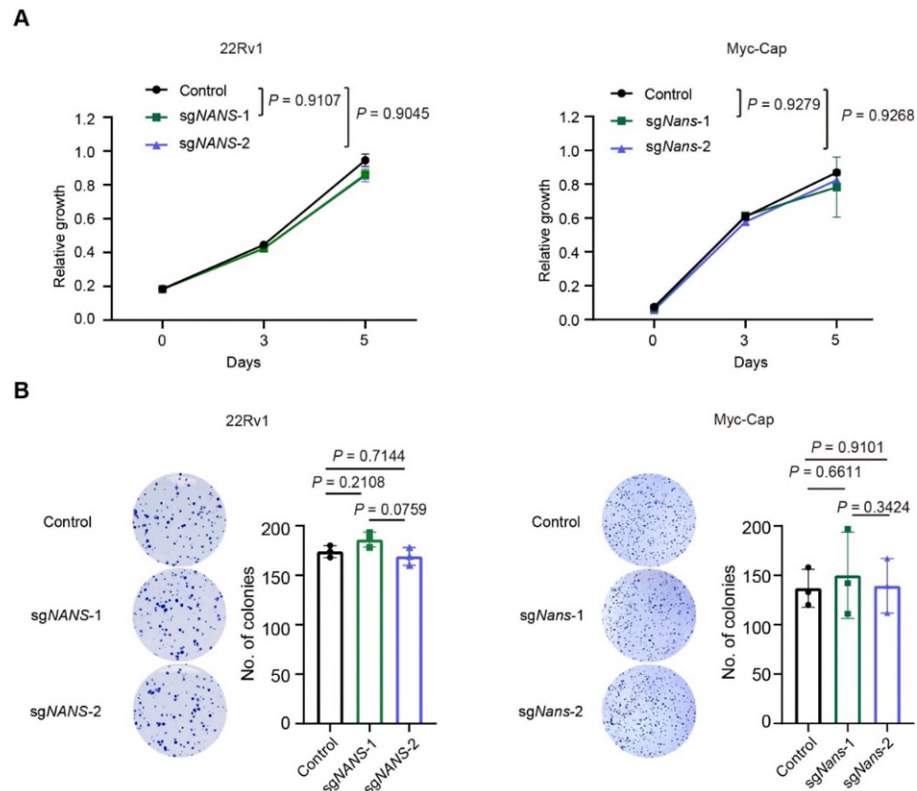 A
22Rv1
Control
sgNANS-1
sgNANS-2
P = 0.9107
P = 0.9045
1.2
1.0
0.8
0.6
0.4
0.2
0.0
Relative growth
0 3 5
Days
Myc-Cap
Control
sgNans-1
sgNans-2
P = 0.9279
P = 0.9268
1.2
1.0
0.8
0.6
0.4
0.2
0.0
Relative growth
0 3 5
Days
B
22Rv1
Control
sgNANS-1
sgNANS-2
P = 0.7144
P = 0.2108
P = 0.0759
200
150
100
50
0
No. of colonies
Control
sgNANS-1
sgNANS-2
Myc-Cap
Control
sgNans-1
sgNans-2
P = 0.9101
P = 0.6611
P = 0.3424
200
150
100
50
0
No. of colonies
Control
sgNans-1
sgNans-2